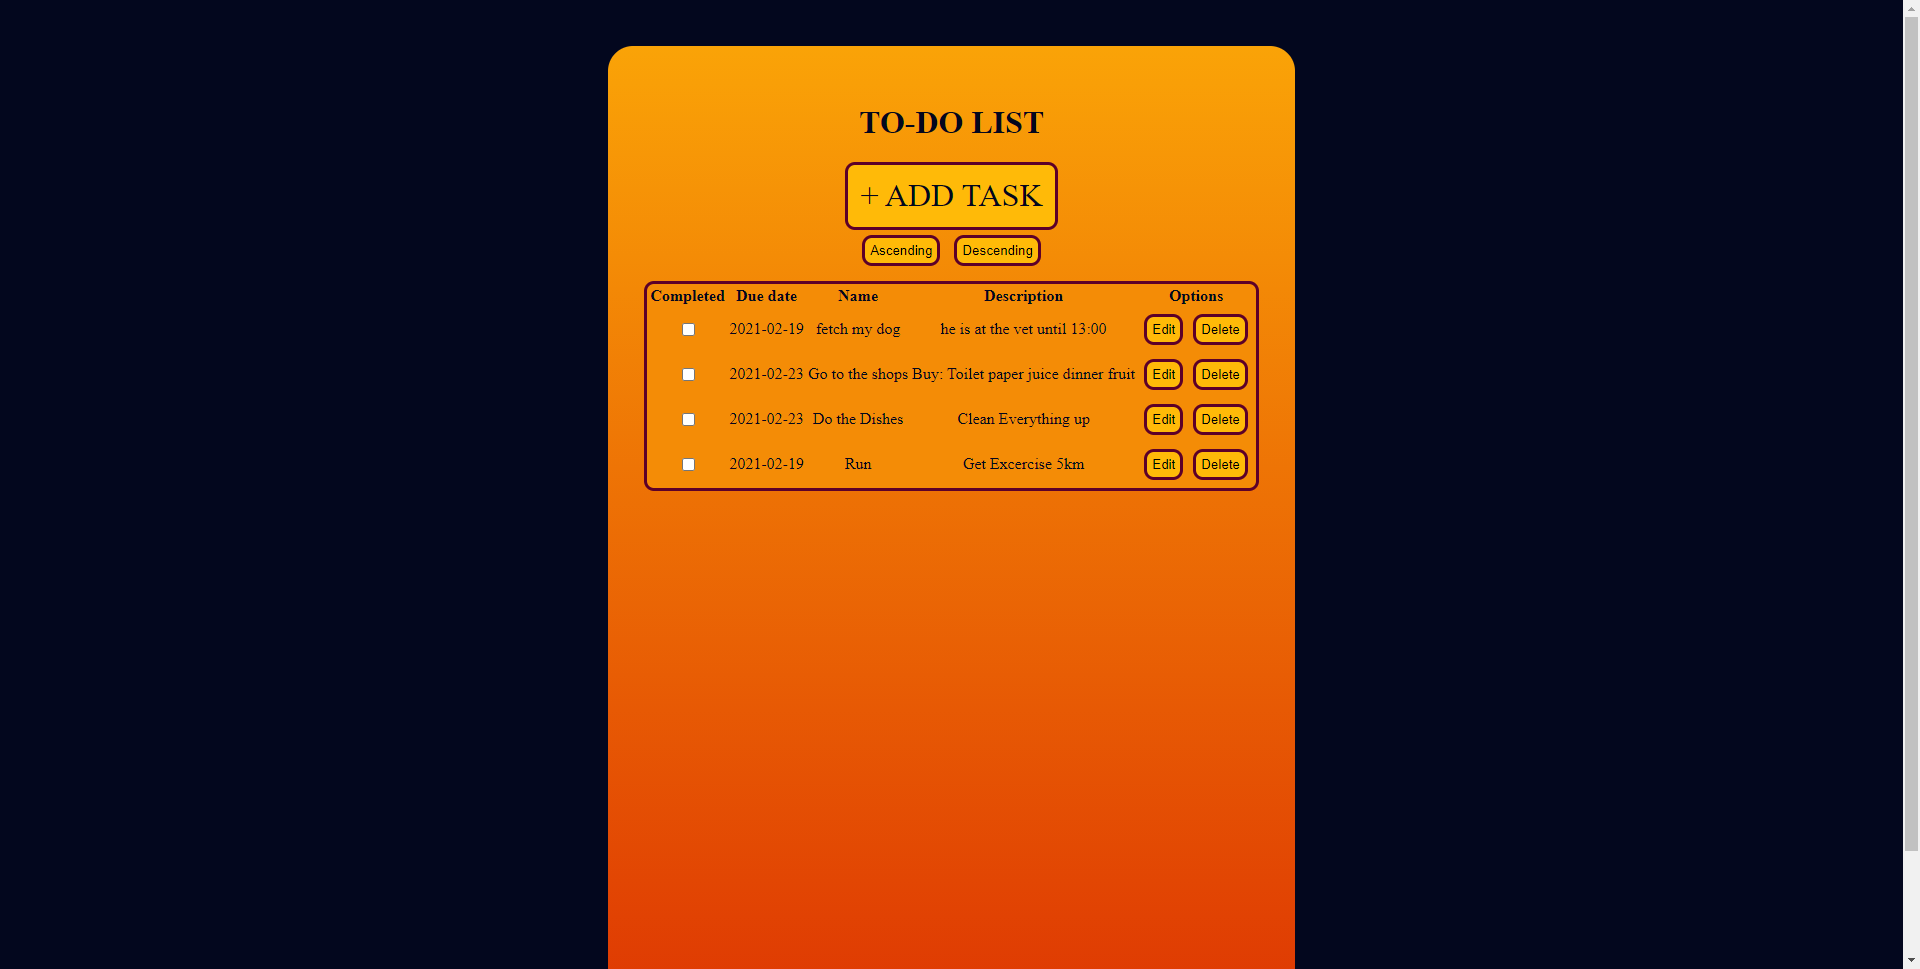 TO-DO LIST
+ ADD TASK
Ascending Descending
Completed Due date Name Description Options
2021-02-19 fetch my dog he is at the vet until 13:00 Edit Delete
2021-02-23 Go to the shops Buy: Toilet paper juice dinner fruit Edit Delete
2021-02-23 Do the Dishes Clean Everything up Edit Delete
2021-02-19 Run Get Excercise 5km Edit Delete